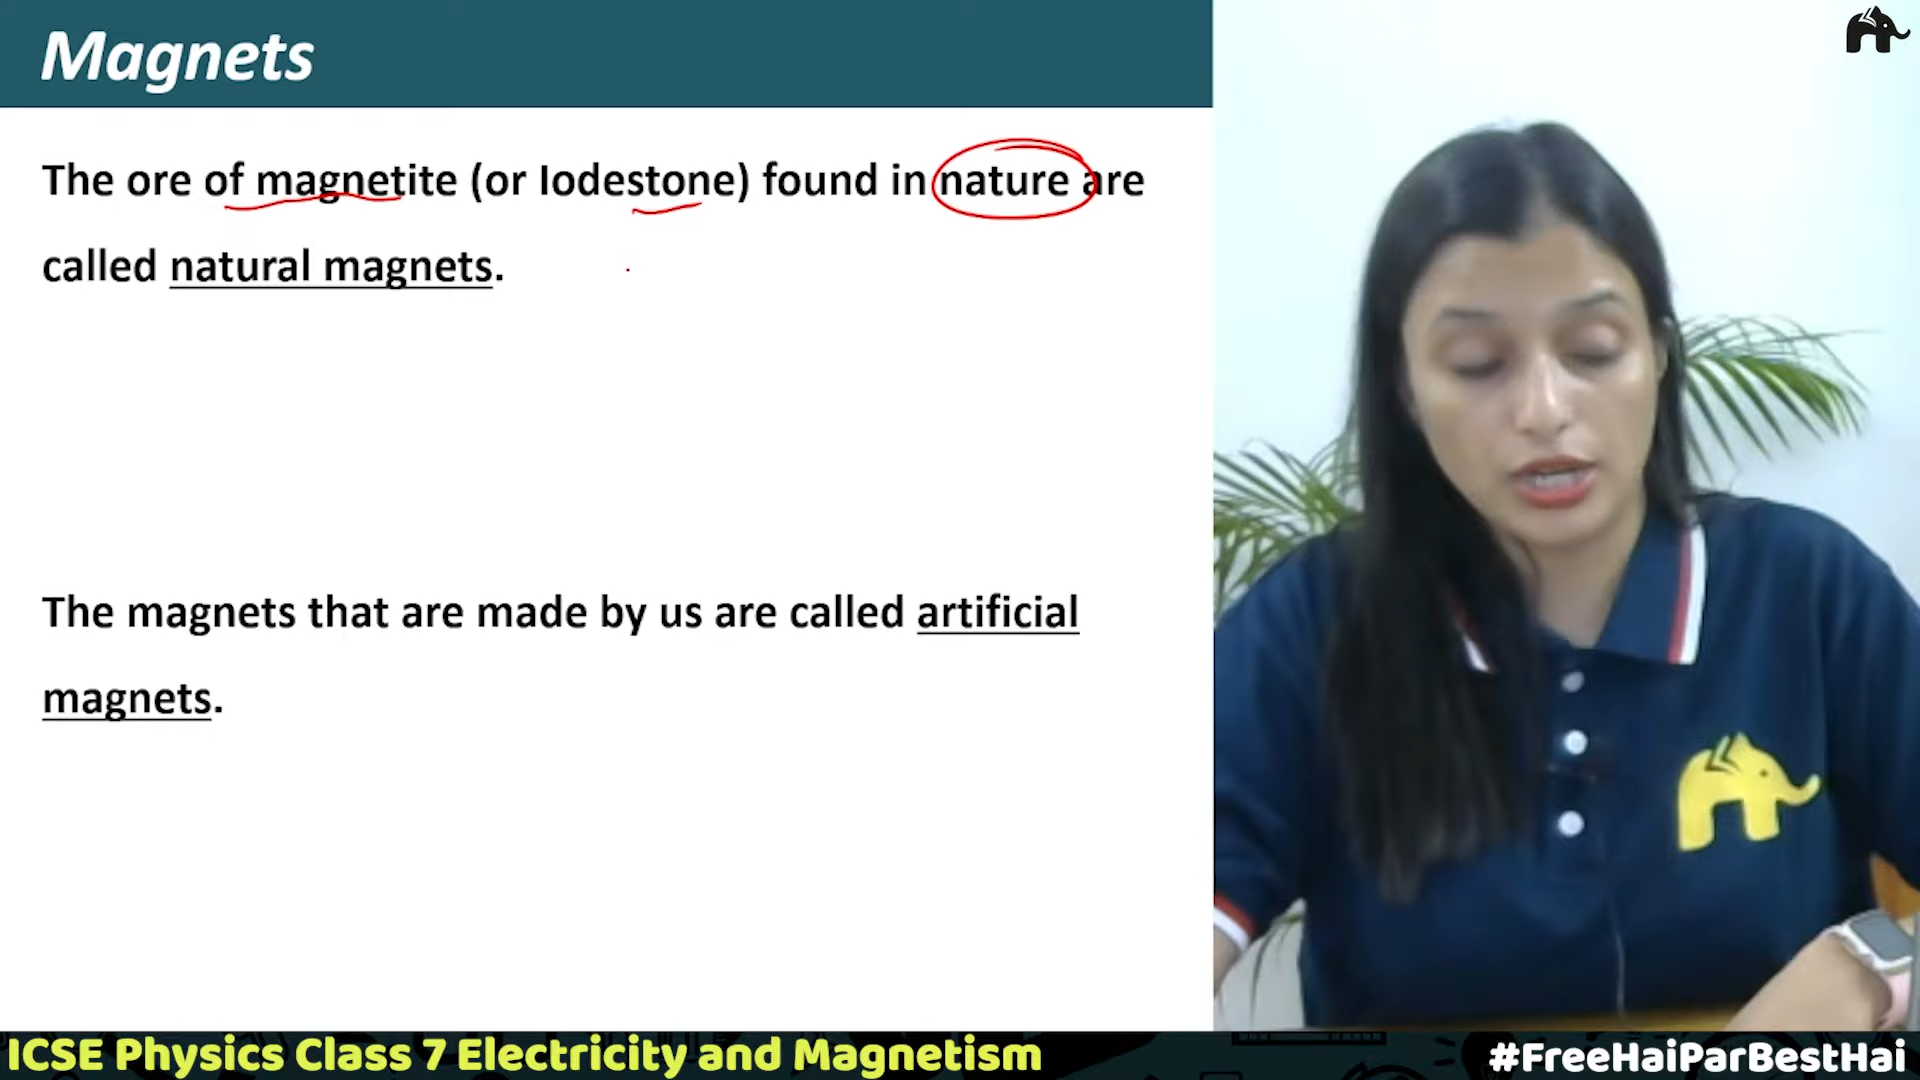 Magnets
The ore of magnetite (or Iodestone) found in nature are
called natural magnets.
The magnets that are made by us are called artificial
magnets.
ICSE Physics Class 7 Electricity and Magnetism
#FreeHaiParBestHai